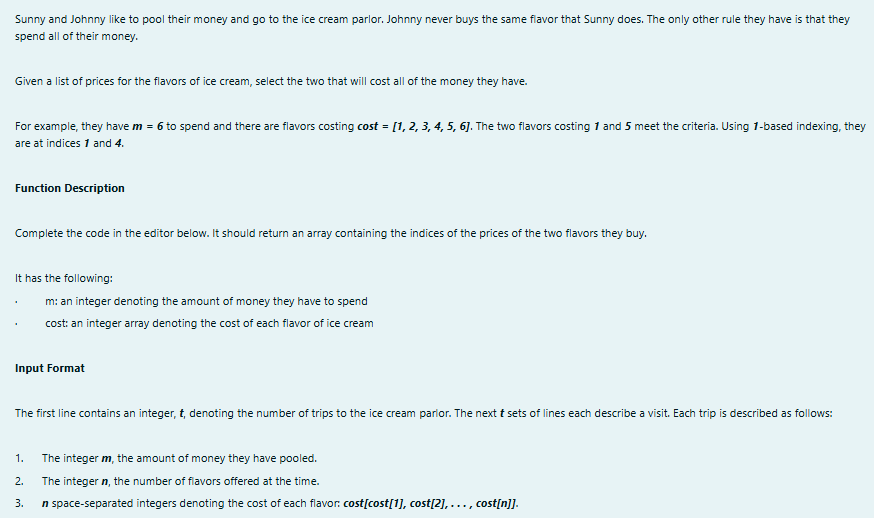 Sunny and Johnny like to pool their money and go to the ice cream parlor. Johnny never buys the same flavor that Sunny does. The only other rule they have is that they
spend all of their money.
Given a list of prices for the flavors of ice cream, select the two that will cost all of the money they have.
For example, they have m = 6 to spend and there are flavors costing cost = [1, 2, 3, 4, 5, 6]. The two flavors costing 1 and 5 meet the criteria. Using 1-based indexing, they
are at indices 1 and 4.
Function Description
Complete the code in the editor below. It should return an array containing the indices of the prices of the two flavors they buy.
It has the following:
· m: an integer denoting the amount of money they have to spend
· cost: an integer array denoting the cost of each flavor of ice cream
Input Format
The first line contains an integer, t, denoting the number of trips to the ice cream parlor. The next t sets of lines each describe a visit. Each trip is described as follows:
1. The integer m, the amount of money they have pooled.
2. The integer n, the number of flavors offered at the time.
3. n space-separated integers denoting the cost of each flavor: cost[cost[1], cost[2], . . . , cost[n]].